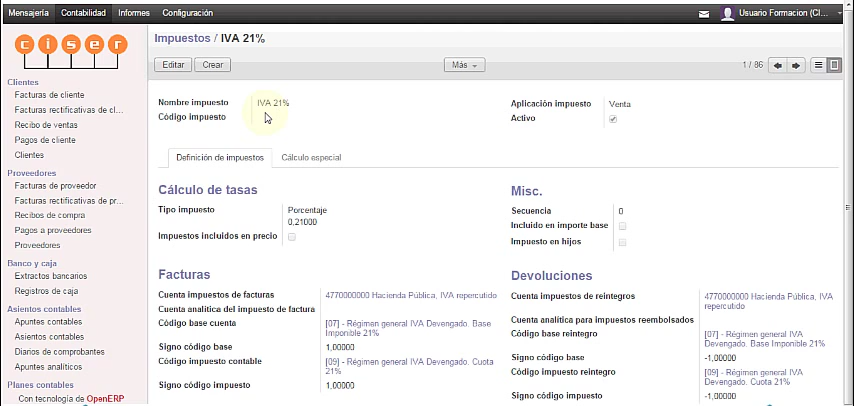 Mensajería Contabilidad Informes Configuración
Usuario Formacion (Cl...
ciser
Impuestos / IVA 21%
Editar Crear Más 1 / 86
Clientes
Facturas de cliente
Facturas rectificativas de cl...
Recibo de ventas
Pagos de cliente
Clientes
Proveedores
Facturas de proveedor
Facturas rectificativas de pr...
Recibos de compra
Pagos a proveedores
Proveedores
Banco y caja
Extractos bancarios
Registros de caja
Asientos contables
Apuntes contables
Asientos contables
Diarios de comprobantes
Apuntes analíticos
Planes contables
Con tecnología de OpenERP
Nombre impuesto IVA 21%
Código impuesto
Aplicación impuesto Venta
Activo
Definición de impuestos Cálculo especial
Cálculo de tasas
Tipo impuesto Porcentaje
0,21000
Impuestos incluidos en precio
Misc.
Secuencia 0
Incluido en importe base
Impuesto en hijos
Facturas
Cuenta impuestos de facturas 4770000000 Hacienda Pública, IVA repercutido
Cuenta analítica del impuesto de factura
Código base cuenta [07] - Régimen general IVA Devengado. Base
Imponible 21%
Signo código base 1,00000
Código impuesto contable [09] - Régimen general IVA Devengado. Cuota
21%
Signo código impuesto 1,00000
Devoluciones
Cuenta impuestos de reintegros 4770000000 Hacienda Pública, IVA
repercutido
Cuenta analítica para impuestos reembolsados
Código base reintegro [07] - Régimen general IVA
Devengado. Base Imponible
21%
Signo código base -1,00000
Código impuesto reintegro [09] - Régimen general IVA
Devengado. Cuota 21%
Signo código impuesto -1,00000